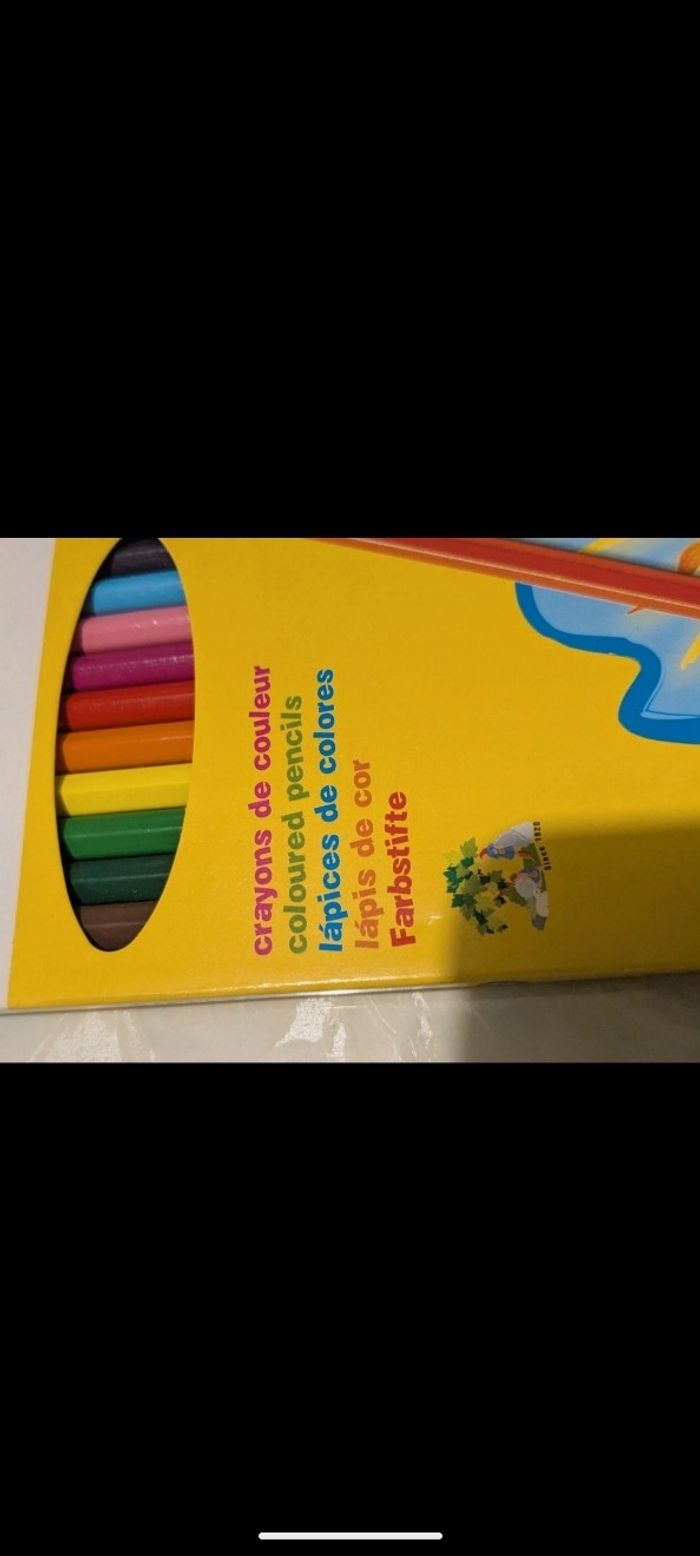 crayons de couleur
coloured pencils
lápices de colores
lápis de cor
Farbstifte
Since 1920